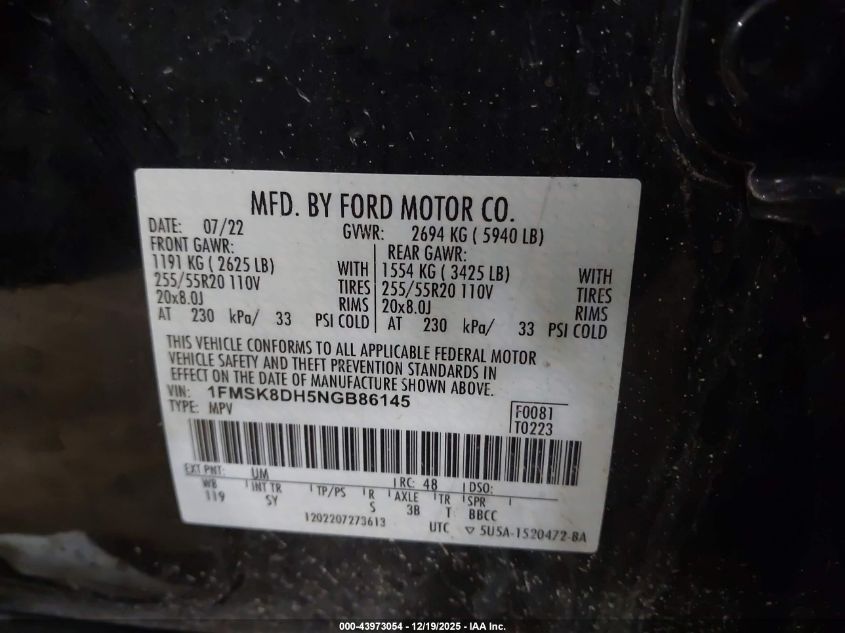 MFD. BY FORD MOTOR CO.
DATE: 07/22 GVWR: 2694 KG ( 5940 LB)
FRONT GAWR: REAR GAWR:
1191 KG ( 2625 LB) WITH 1554 KG ( 3425 LB) WITH
255/55R20 110V TIRES 255/55R20 110V TIRES
20x8.0J RIMS 20x8.0J RIMS
AT 230 kPa/ 33 PSI COLD AT 230 kPa/ 33 PSI COLD
THIS VEHICLE CONFORMS TO ALL APPLICABLE FEDERAL MOTOR
VEHICLE SAFETY AND THEFT PREVENTION STANDARDS IN
EFFECT ON THE DATE OF MANUFACTURE SHOWN ABOVE.
VIN: 1FMSK8DH5NGB86145
TYPE: MPV
F0081
T0223
EXT PNT: UM RC: 48 DSO:
WB INT TR TP/PS R AXLE TR SPR
119 SY S 3B T BBCC
1202207273613 UTC ▽ 5U5A-1520472-BA
000-43973054 - 12/19/2025 - IAA Inc.